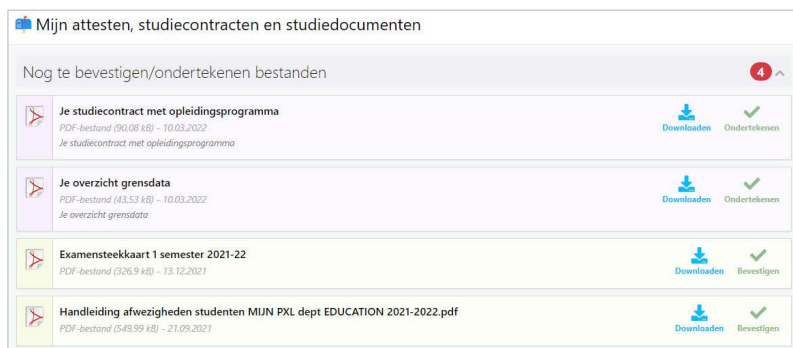 Mijn attesten, studiecontracten en studiedocumenten
Nog te bevestigen/ondertekenen bestanden
4
Je studiecontract met opleidingsprogramma
PDF-bestand (90,08 kB) - 10.03.2022
Je studiecontract met opleidingsprogramma
Downloaden Ondertekenen
Je overzicht grensdata
PDF-bestand (43,53 kB) - 10.03.2022
Je overzicht grensdata
Downloaden Ondertekenen
Examensteekkaart 1 semester 2021-22
PDF-bestand (326,9 kB) - 13.12.2021
Downloaden Bevestigen
Handleiding afwezigheden studenten MIJN PXL dept EDUCATION 2021-2022.pdf
PDF-bestand (549,99 kB) - 21.09.2021
Downloaden Bevestigen